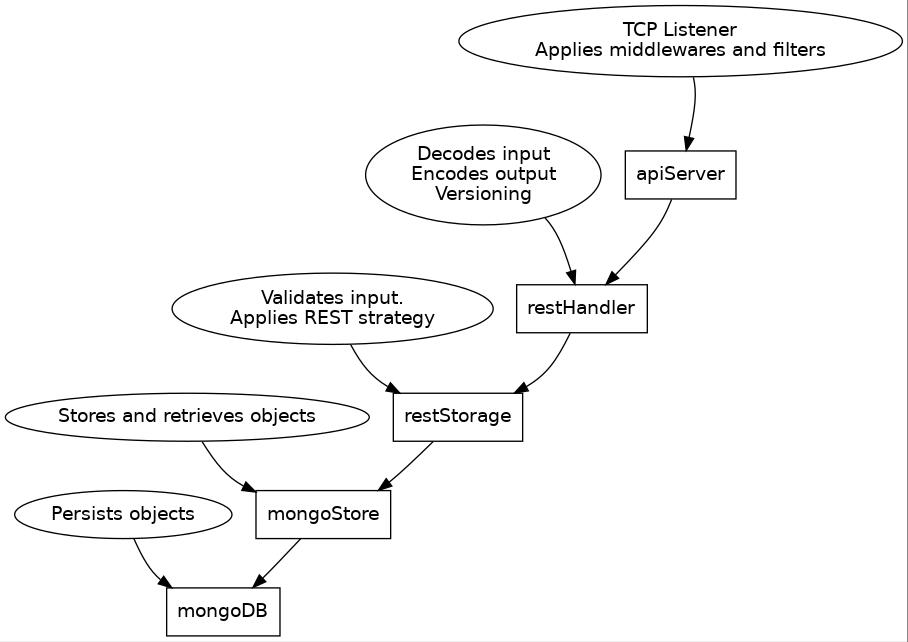 TCP Listener
Applies middlewares and filters
Decodes input
Encodes output
Versioning
apiServer
Validates input.
Applies REST strategy
restHandler
Stores and retrieves objects
restStorage
Persists objects
mongoStore
mongoDB